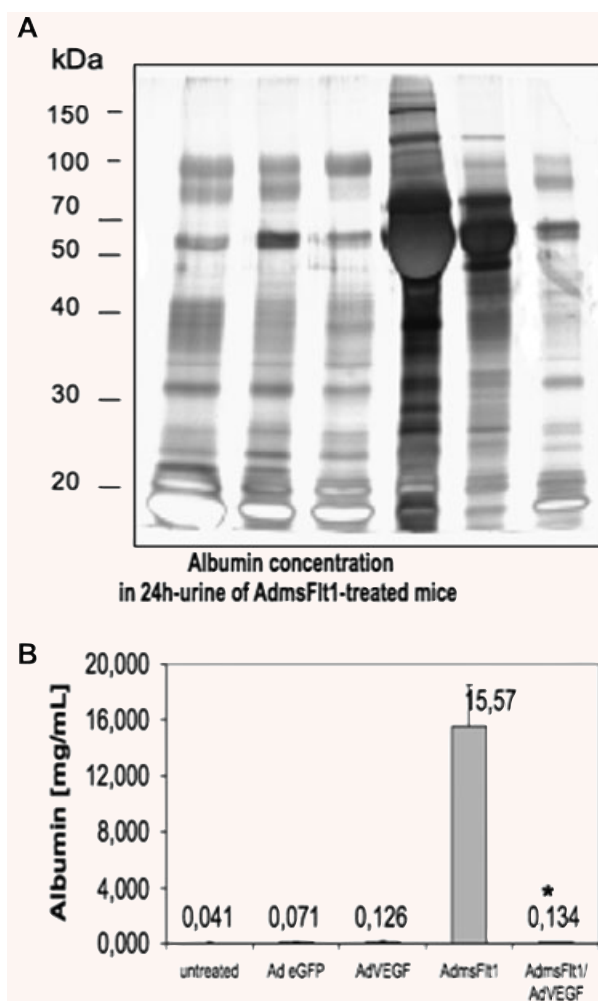 A
kDa
150
100
70
50
40
30
20
Albumin concentration
in 24h-urine of AdmsFlt1-treated mice
B
20,000
16,000
12,000
8,000
4,000
0,000
Albumin [mg/mL]
0,041
0,071
0,126
15,57
*
0,134
untreated
Ad eGFP
AdVEGF
AdmsFlt1
AdmsFlt1/
AdVEGF